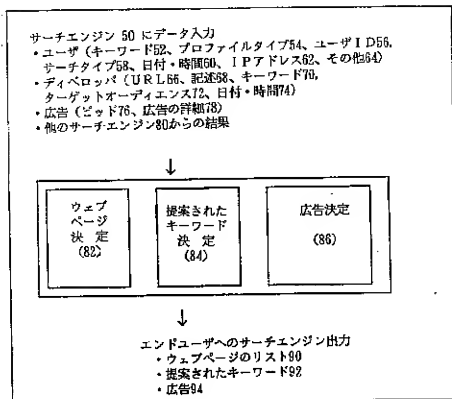 サーチエンジン 50 にデータ入力
・ユーザ（キーワード52、プロファイルタイプ54、ユーザＩＤ56、
サーチタイプ58、日付・時間60、ＩＰアドレス62、その他64）
・ディベロッパ（ＵＲＬ66、記述68、キーワード70、
ターゲットオーディエンス72、日付・時間74）
・広告（ビッド76、広告の詳細78）
・他のサーチエンジン80からの結果
↓
ウェブ
ページ
決 定
(82)
提案された
キーワード
決 定
(84)
広告決定
(86)
↓
エンドユーザへのサーチエンジン出力
・ウェブページのリスト90
・提案されたキーワード92
・広告94